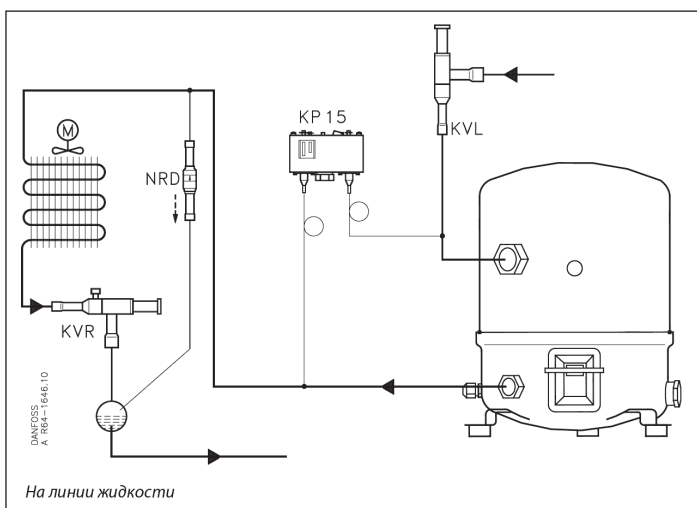 KP 15
KVL
M
NRD
KVR
DANFOSS
A R64-1646.10
На линии жидкости